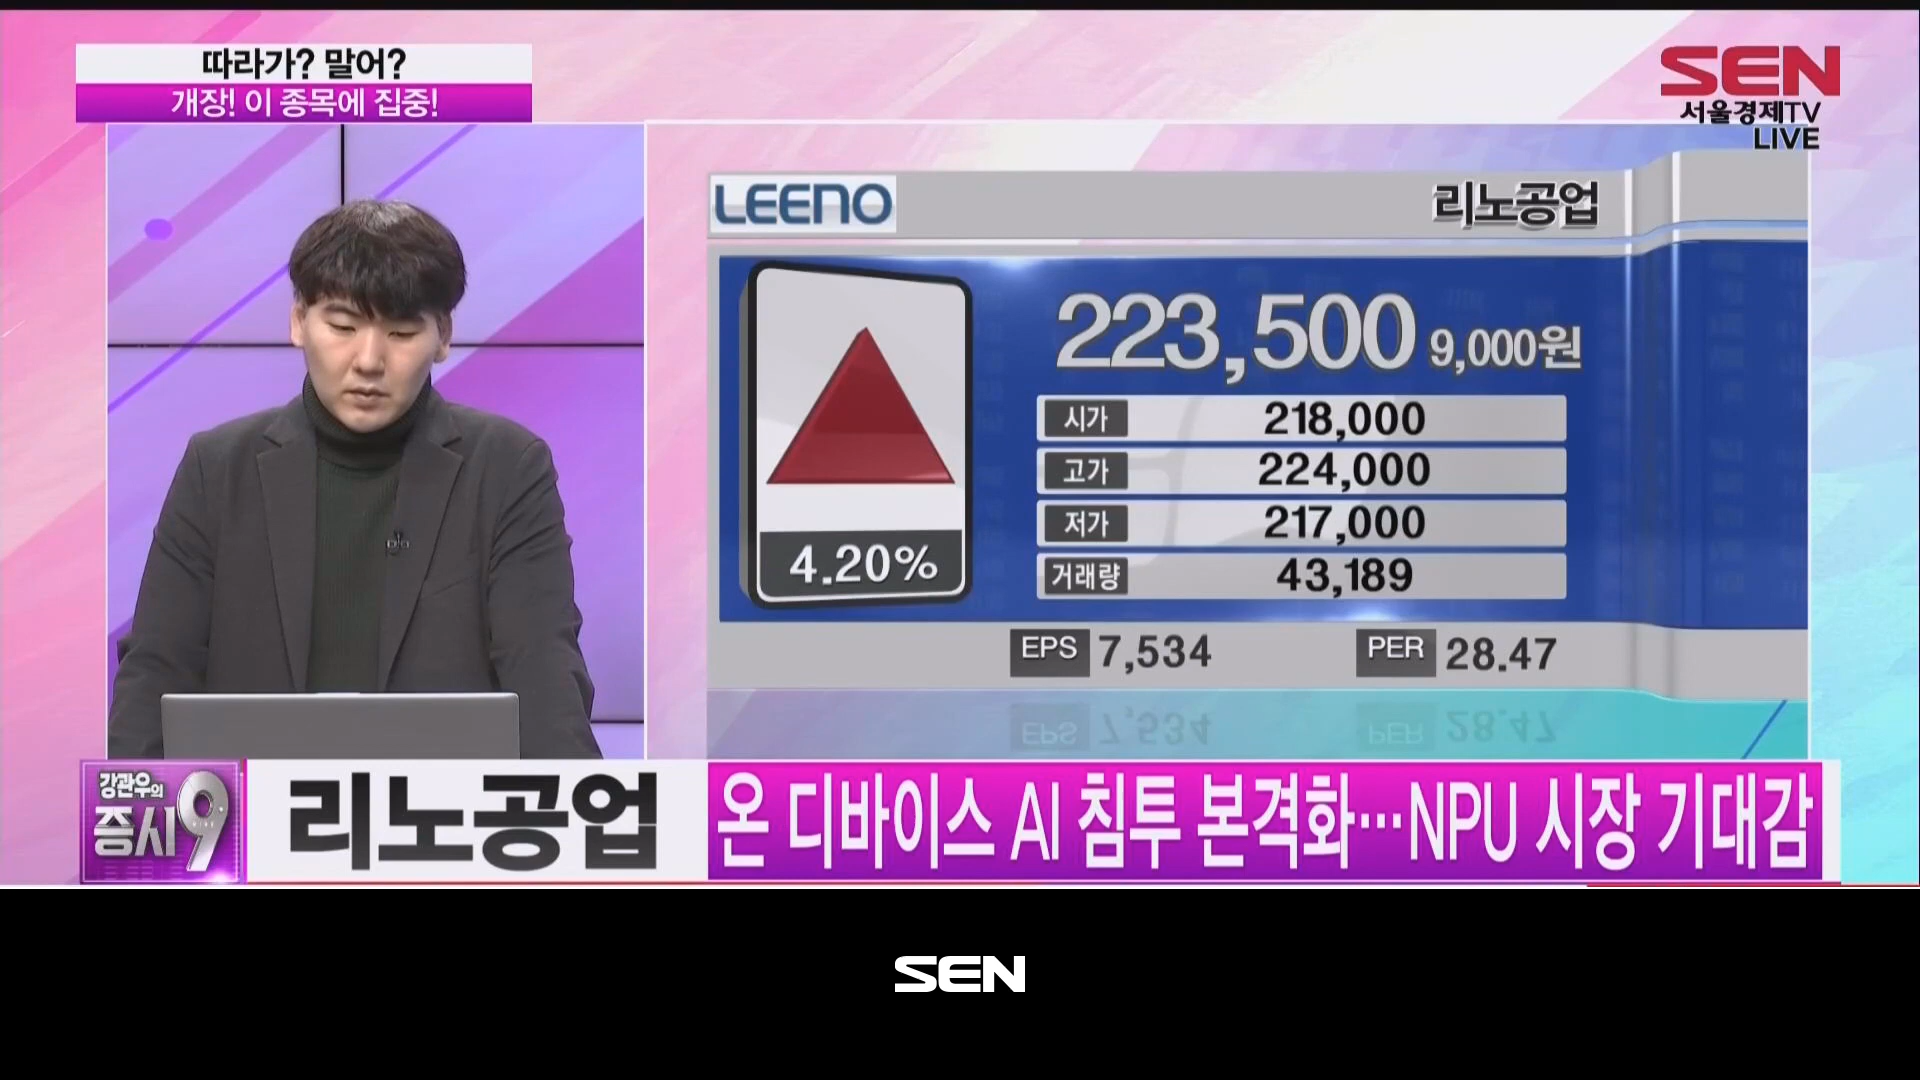 따라가? 말어?
개장! 이 종목에 집중!
SEN
서울경제TV
LIVE
LEENO
리노공업
223,500 9,000원
4.20%
시가 218,000
고가 224,000
저가 217,000
거래량 43,189
EPS 7,534 PER 28.47
강관우의
증시9
리노공업
온 디바이스 AI 침투 본격화…NPU 시장 기대감
SEN